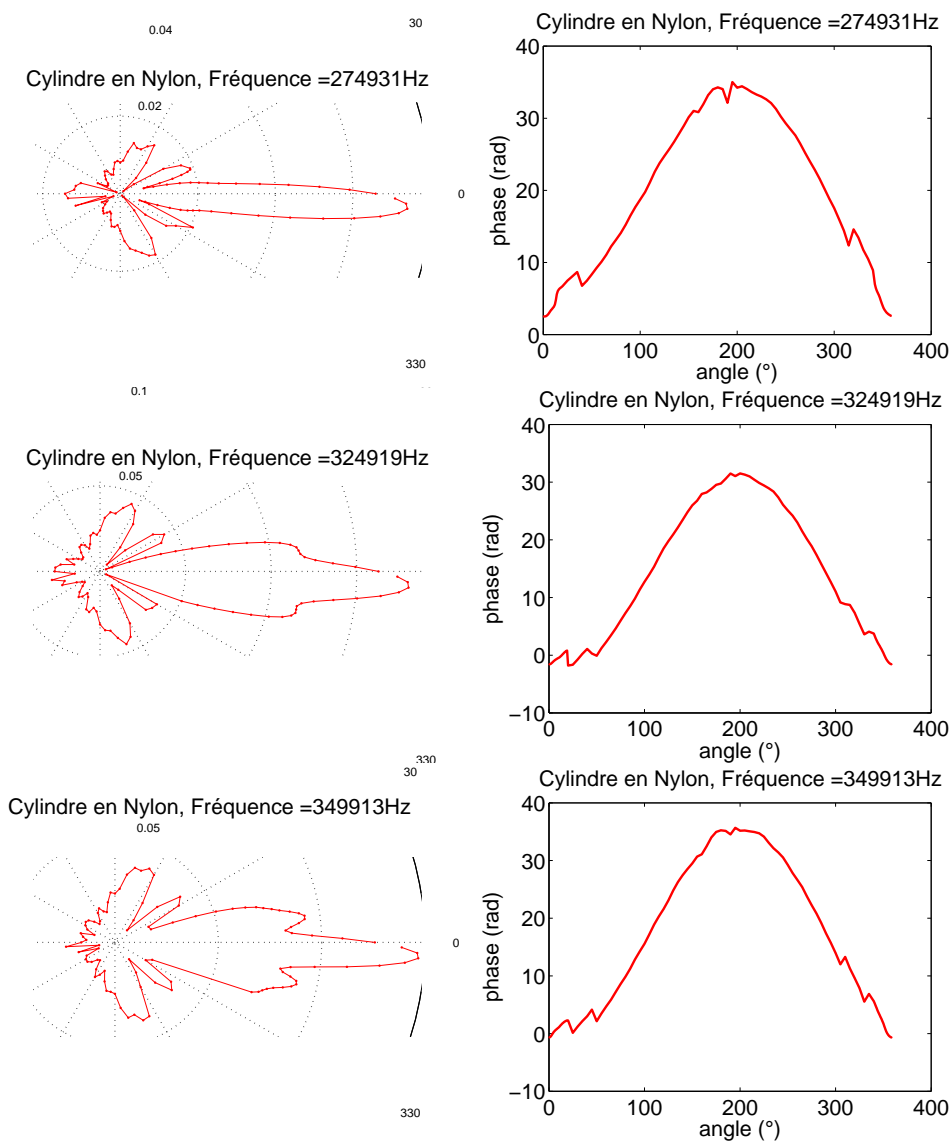 0.04
30
Cylindre en Nylon, Fréquence =274931Hz
0.02
0
330
Cylindre en Nylon, Fréquence =274931Hz
40
30
20
10
0
phase (rad)
0 100 200 300 400
angle (°)
0.1
Cylindre en Nylon, Fréquence =324919Hz
0.05
330
Cylindre en Nylon, Fréquence =324919Hz
40
30
20
10
0
−10
phase (rad)
0 100 200 300 400
angle (°)
30
Cylindre en Nylon, Fréquence =349913Hz
0.05
0
330
Cylindre en Nylon, Fréquence =349913Hz
40
30
20
10
0
−10
phase (rad)
0 100 200 300 400
angle (°)